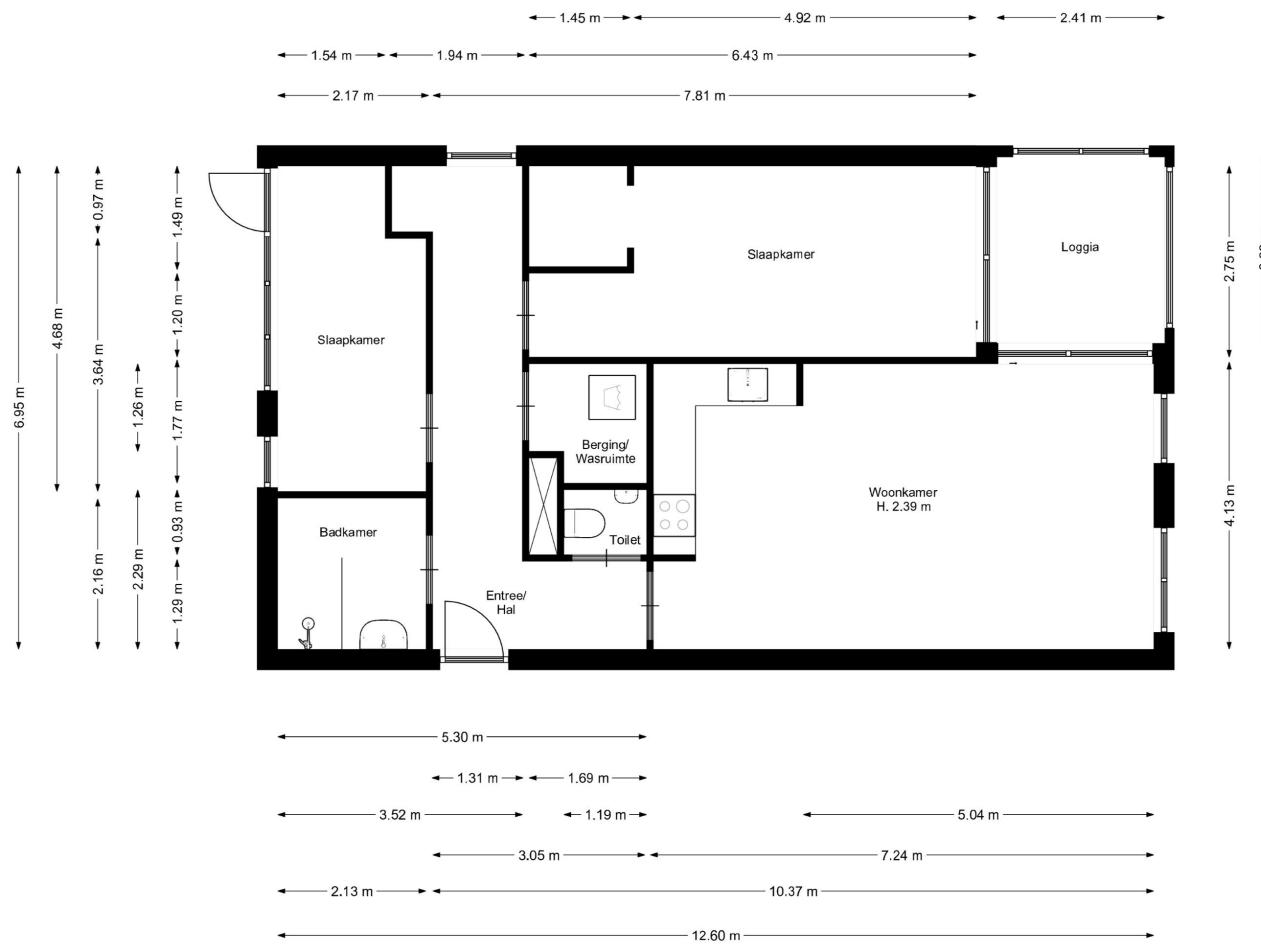 1.45 m
4.92 m
2.41 m
1.54 m
1.94 m
6.43 m
2.17 m
7.81 m
6.95 m
4.68 m
0.97 m
3.64 m
2.16 m
1.26 m
2.29 m
1.49 m
1.20 m
1.77 m
0.93 m
1.29 m
Slaapkamer
Slaapkamer
Loggia
Berging/
Wasruimte
Woonkamer
H. 2.39 m
Badkamer
Toilet
Entree/
Hal
2.75 m
4.13 m
5.30 m
1.31 m
1.69 m
3.52 m
1.19 m
5.04 m
3.05 m
7.24 m
2.13 m
10.37 m
12.60 m